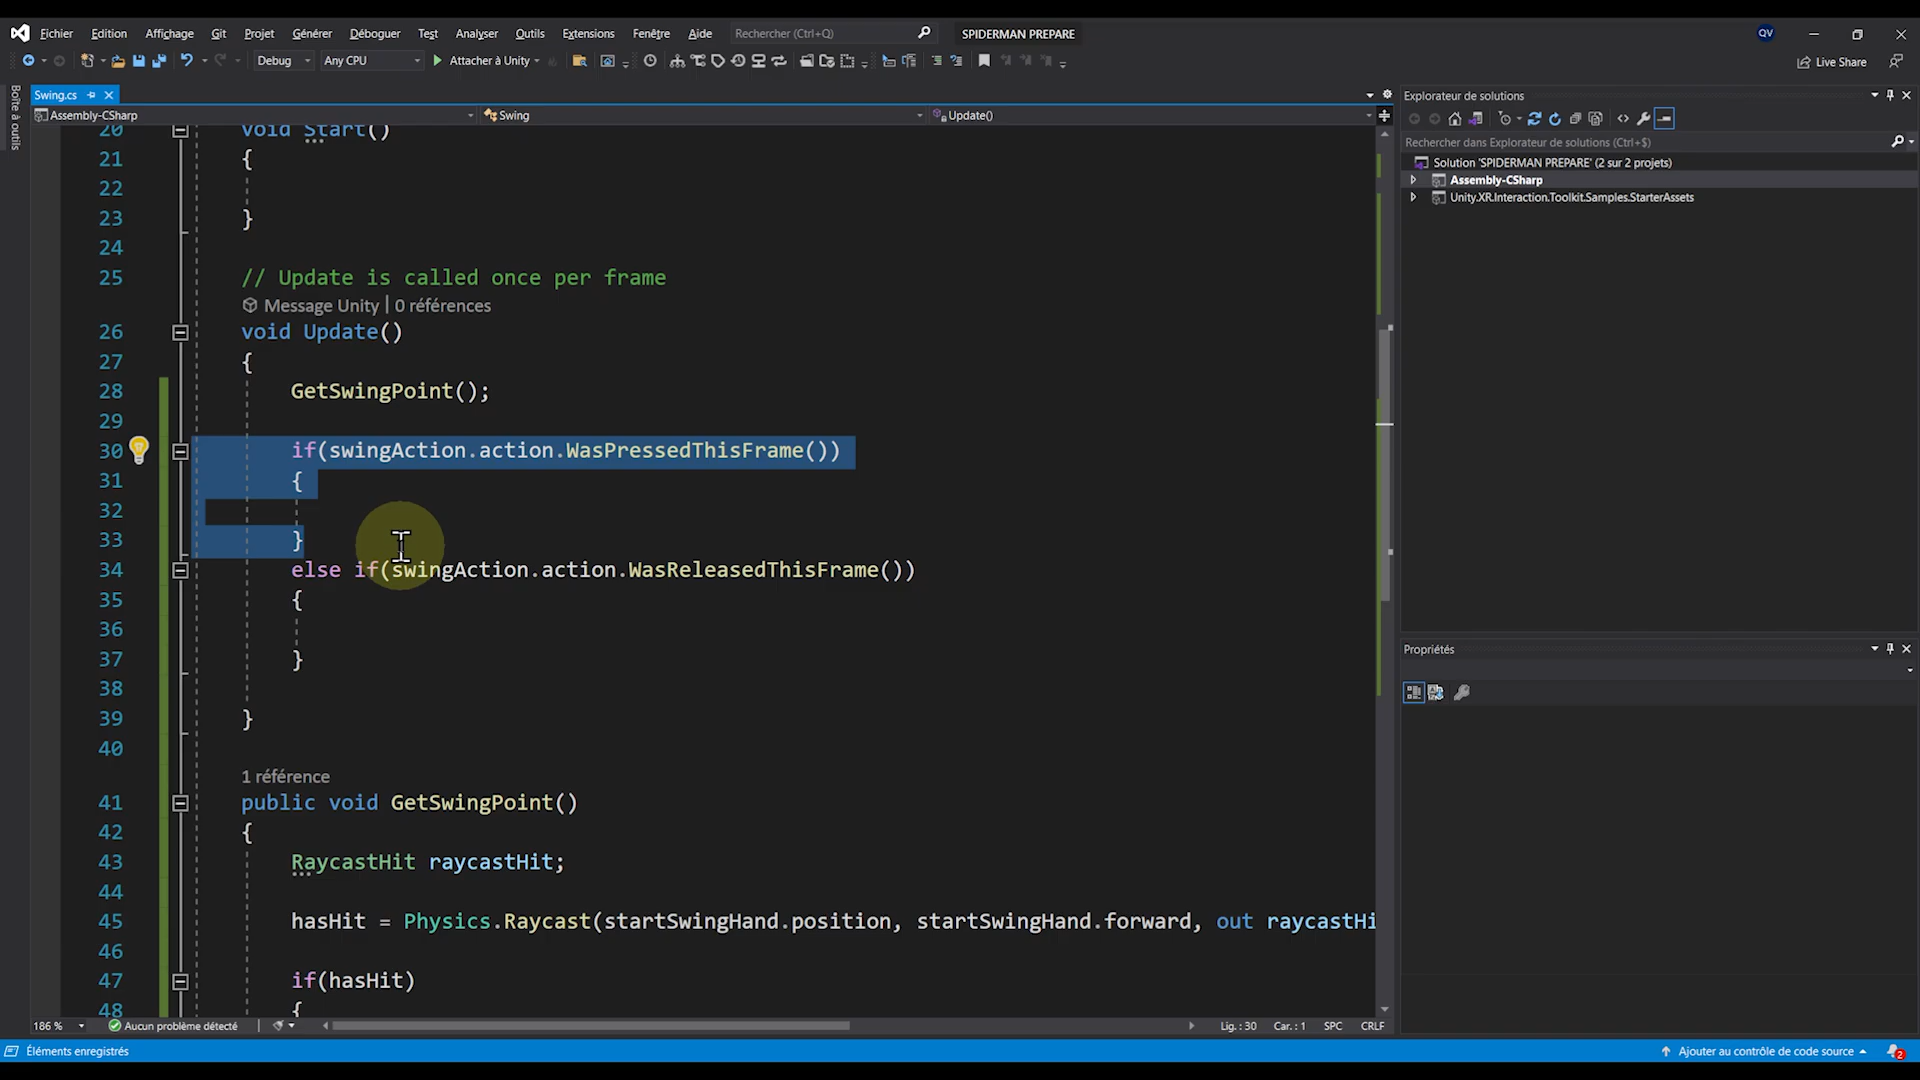 Fichier Edition Affichage Git Projet Générer Déboguer Test Analyser Outils Extensions Fenêtre Aide Rechercher (Ctrl+Q) SPIDERMAN PREPARE QV
Debug Any CPU Attacher à Unity Live Share
Boîte à outils
Swing.cs
Assembly-CSharp Swing Update()
20 void Start()
21 {
22
23 }
24
25 // Update is called once per frame
Message Unity | 0 références
26 void Update()
27 {
28 GetSwingPoint();
29
30 if(swingAction.action.WasPressedThisFrame())
31 {
32
33 }
34 else if(swingAction.action.WasReleasedThisFrame())
35 {
36
37 }
38
39 }
40
1 référence
41 public void GetSwingPoint()
42 {
43 RaycastHit raycastHit;
44
45 hasHit = Physics.Raycast(startSwingHand.position, startSwingHand.forward, out raycastHi
46
47 if(hasHit)
48 {
186 % Aucun problème détecté Lig. : 30 Car. : 1 SPC CRLF
Explorateur de solutions
Rechercher dans Explorateur de solutions (Ctrl+$)
Solution 'SPIDERMAN PREPARE' (2 sur 2 projets)
Assembly-CSharp
Unity.XR.Interaction.Toolkit.Samples.StarterAssets
Propriétés
Éléments enregistrés Ajouter au contrôle de code source 2